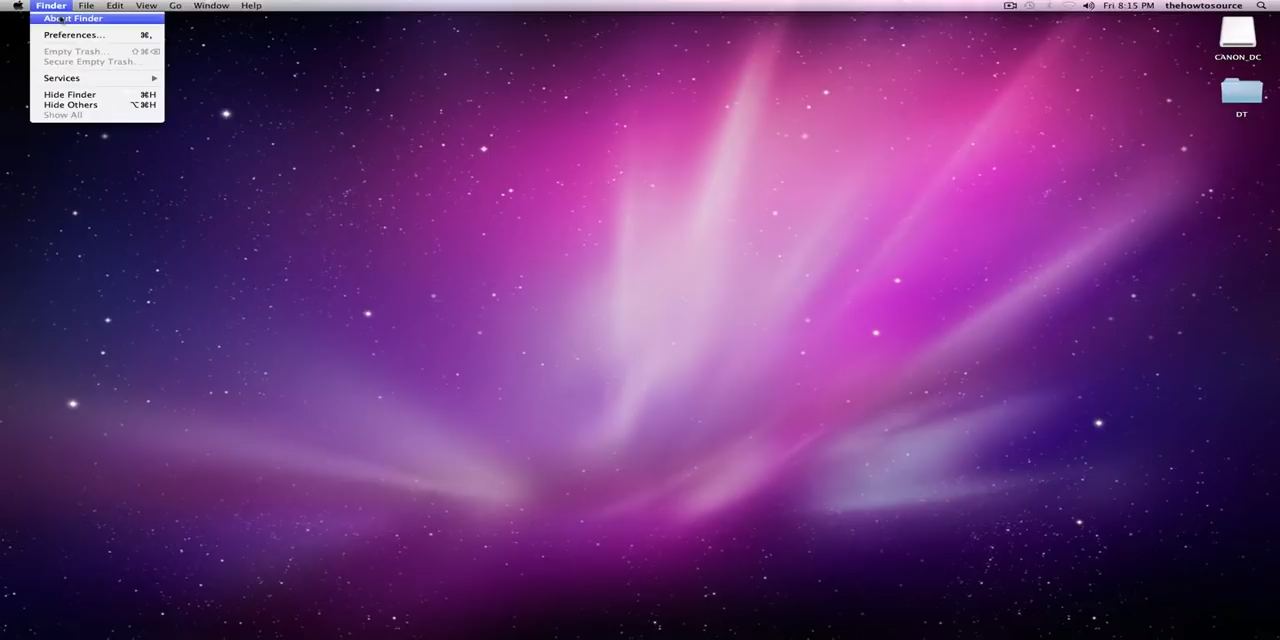 Finder File Edit View Go Window Help Fri 8:15 PM thehowtosource
About Finder
Preferences... ⌘,
Empty Trash... ⇧⌘⌫
Secure Empty Trash...
Services ▶
Hide Finder ⌘H
Hide Others ⌥⌘H
Show All
CANON_DC
DT